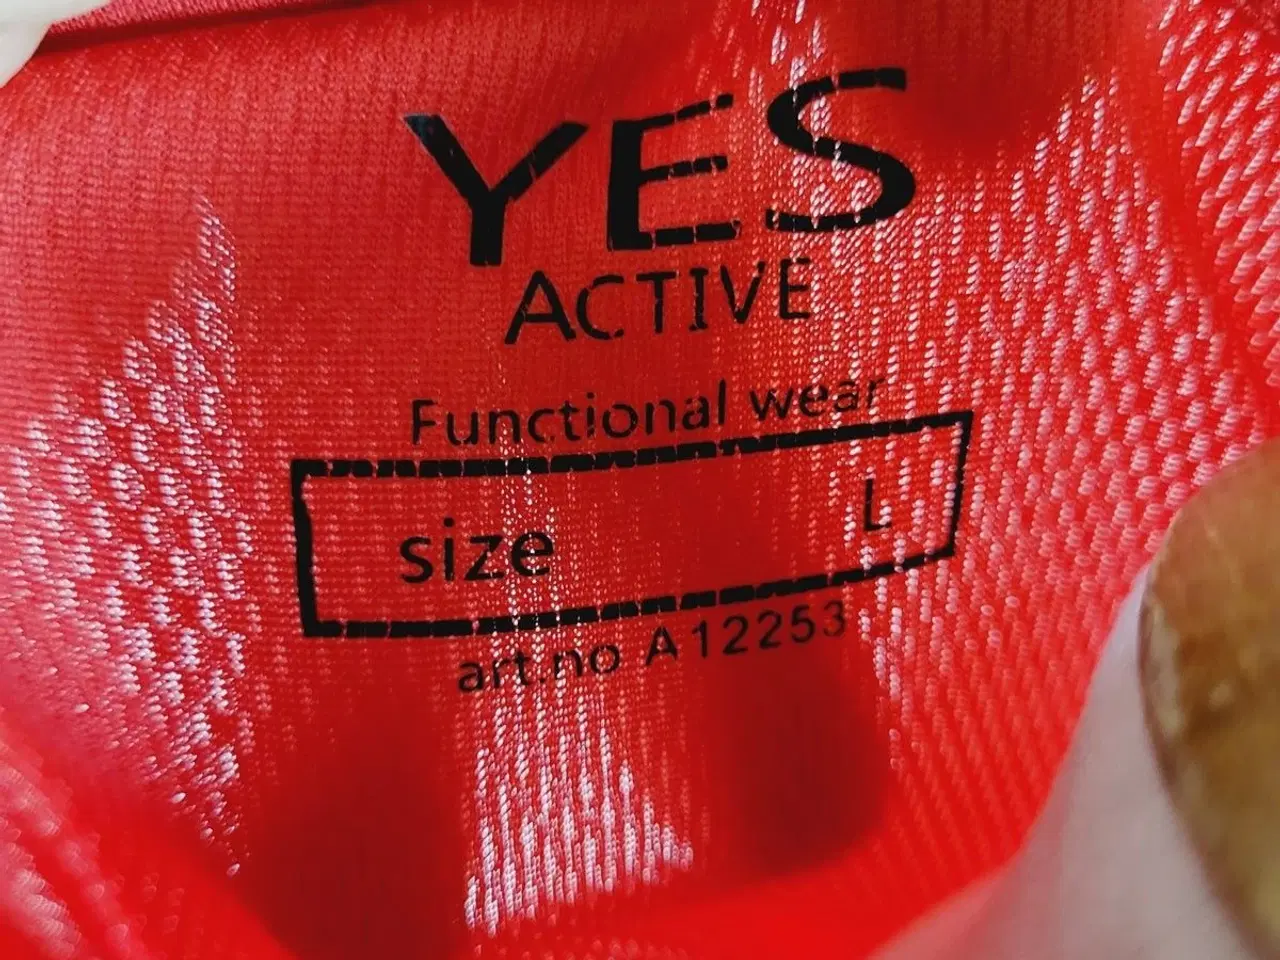 YES
ACTIVE
Functional wear
size L
art.no A12253